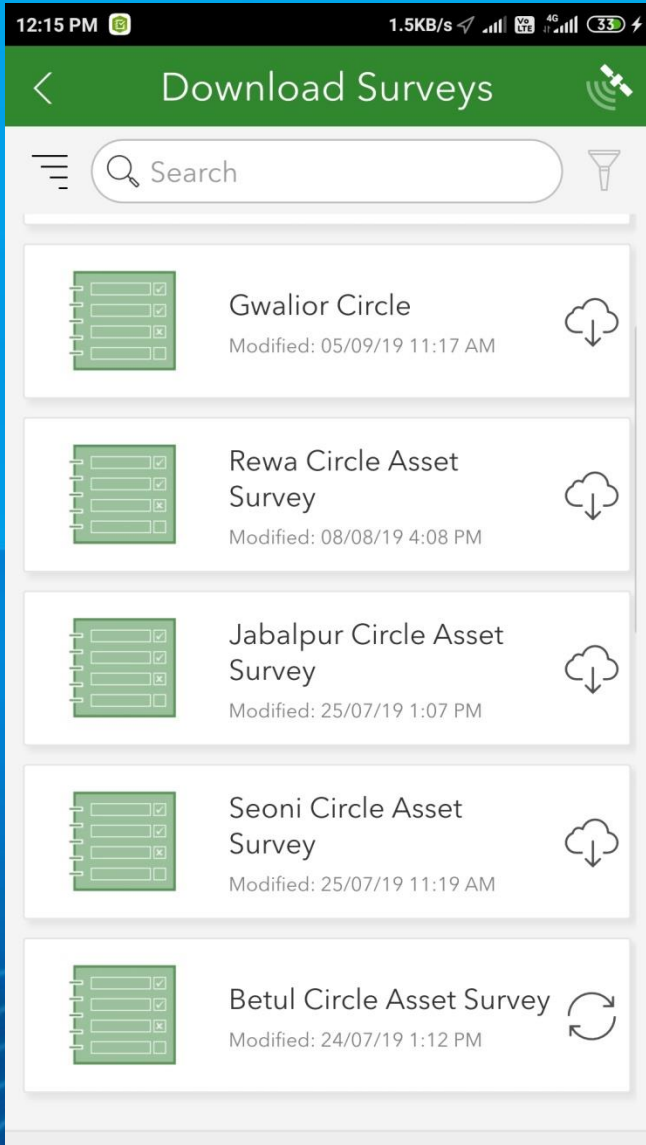 12:15 PM 1.5KB/s Vo LTE 4G 33
Download Surveys
Search
Gwalior Circle
Modified: 05/09/19 11:17 AM
Rewa Circle Asset
Survey
Modified: 08/08/19 4:08 PM
Jabalpur Circle Asset
Survey
Modified: 25/07/19 1:07 PM
Seoni Circle Asset
Survey
Modified: 25/07/19 11:19 AM
Betul Circle Asset Survey
Modified: 24/07/19 1:12 PM